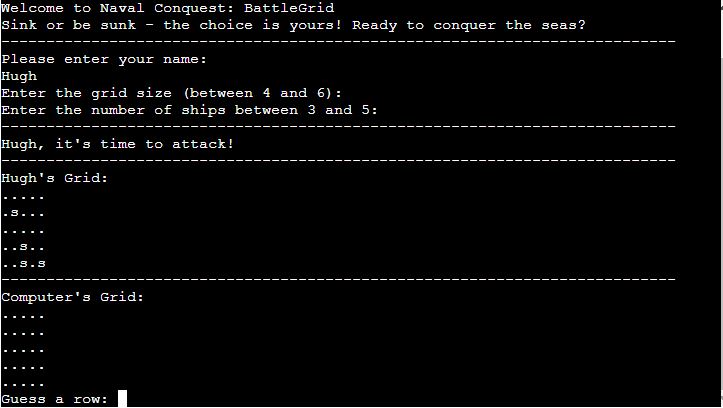 Welcome to Naval Conquest: BattleGrid
Sink or be sunk - the choice is yours! Ready to conquer the seas?
---------------------------------------------------------------------------
Please enter your name:
Hugh
Enter the grid size (between 4 and 6):
Enter the number of ships between 3 and 5:
---------------------------------------------------------------------------
Hugh, it's time to attack!
---------------------------------------------------------------------------
Hugh's Grid:
.....
.s...
.....
..s..
..s.s
---------------------------------------------------------------------------
Computer's Grid:
.....
.....
.....
.....
.....
Guess a row: